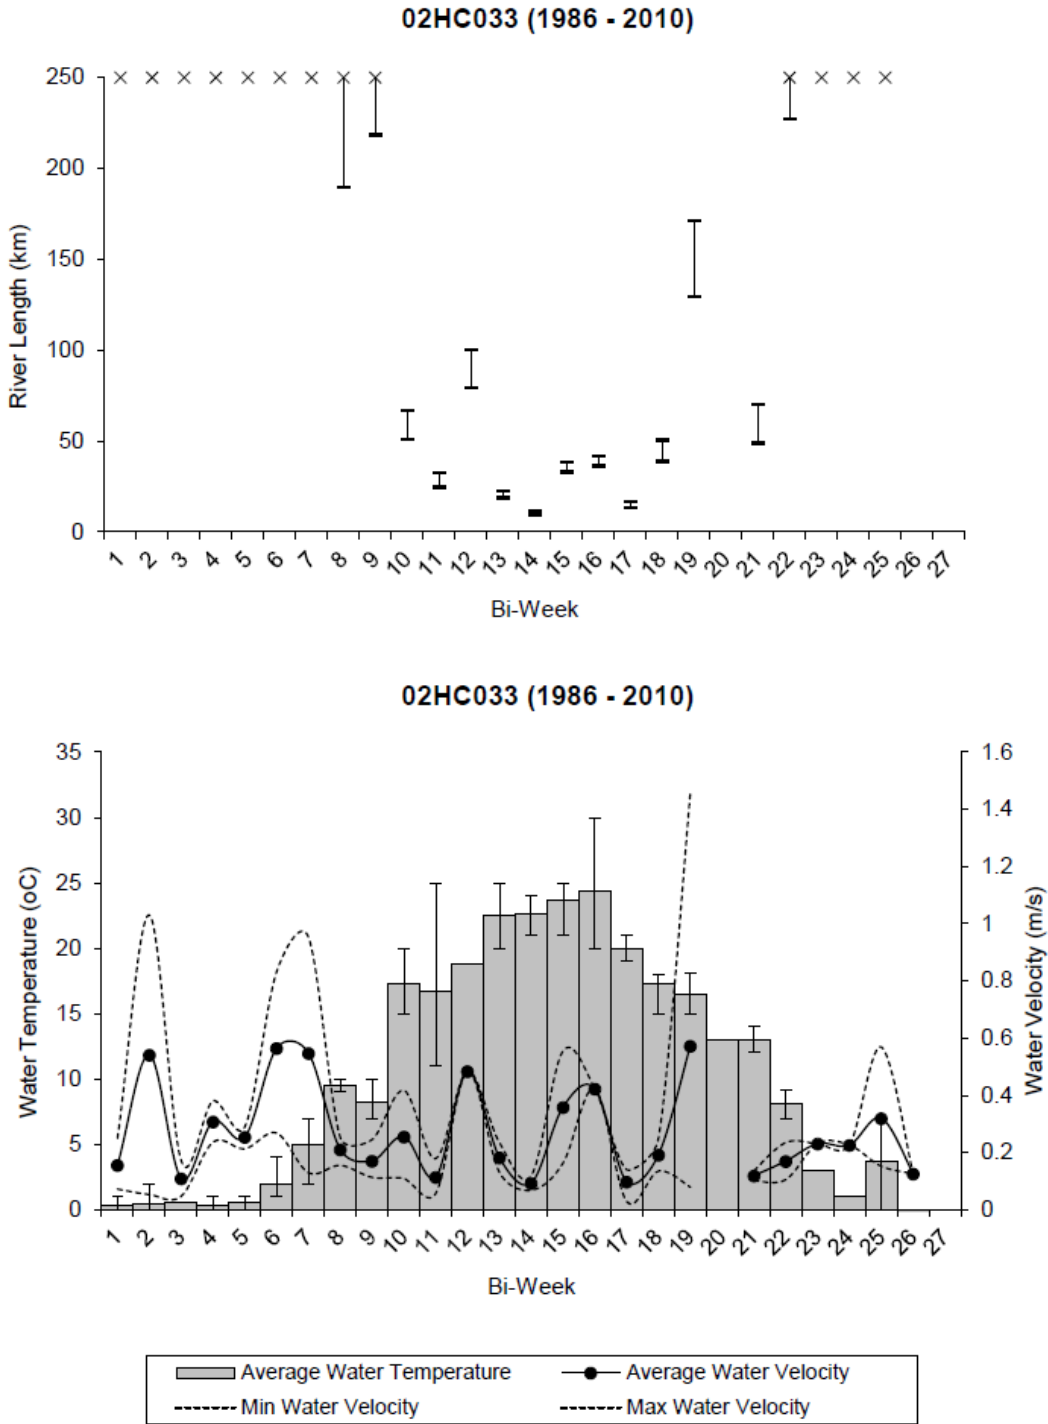 02HC033 (1986 - 2010)
250
200
150
100
50
0
River Length (km)
1 2 3 4 5 6 7 8 9 10 11 12 13 14 15 16 17 18 19 20 21 22 23 24 25 26 27
Bi-Week
02HC033 (1986 - 2010)
35
30
25
20
15
10
5
0
Water Temperature (oC)
1.6
1.4
1.2
1
0.8
0.6
0.4
0.2
0
Water Velocity (m/s)
1 2 3 4 5 6 7 8 9 10 11 12 13 14 15 16 17 18 19 20 21 22 23 24 25 26 27
Bi-Week
Average Water Temperature Average Water Velocity
Min Water Velocity Max Water Velocity